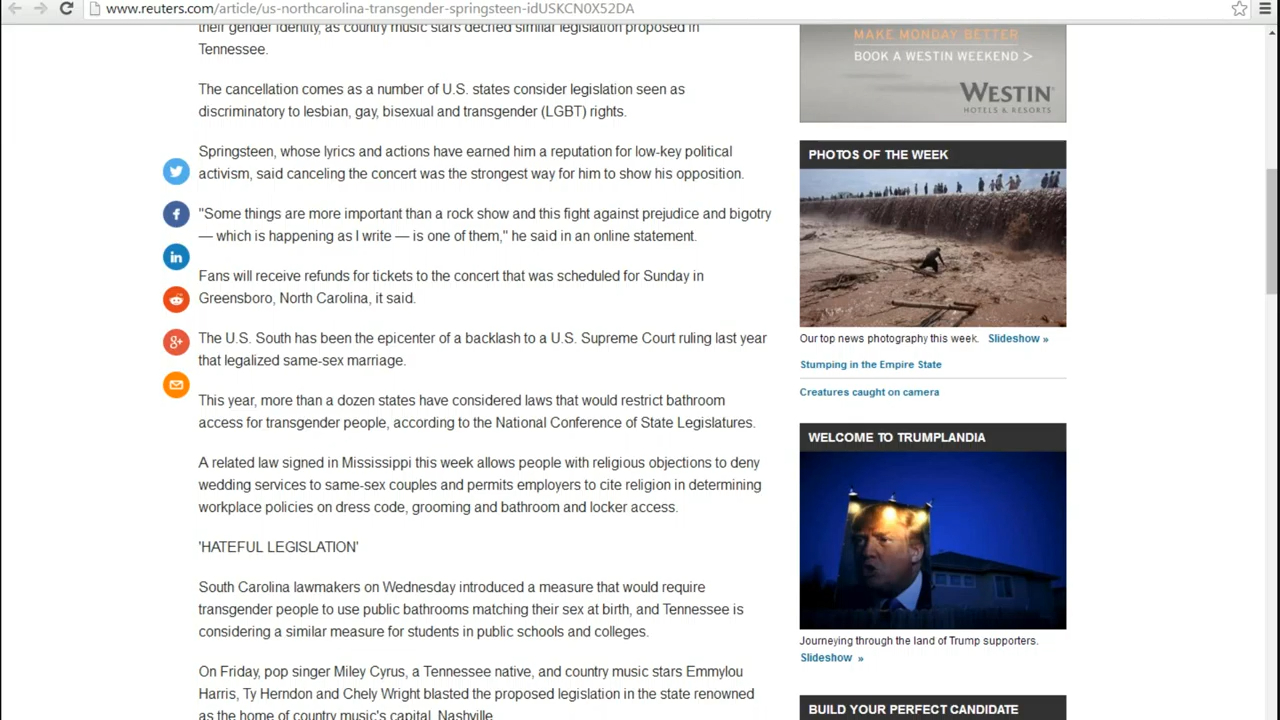 www.reuters.com/article/us-northcarolina-transgender-springsteen-idUSKCN0X52DA
their gender identity, as country music stars decried similar legislation proposed in
Tennessee.
The cancellation comes as a number of U.S. states consider legislation seen as
discriminatory to lesbian, gay, bisexual and transgender (LGBT) rights.
Springsteen, whose lyrics and actions have earned him a reputation for low-key political
activism, said canceling the concert was the strongest way for him to show his opposition.
"Some things are more important than a rock show and this fight against prejudice and bigotry
— which is happening as I write — is one of them," he said in an online statement.
Fans will receive refunds for tickets to the concert that was scheduled for Sunday in
Greensboro, North Carolina, it said.
The U.S. South has been the epicenter of a backlash to a U.S. Supreme Court ruling last year
that legalized same-sex marriage.
This year, more than a dozen states have considered laws that would restrict bathroom
access for transgender people, according to the National Conference of State Legislatures.
A related law signed in Mississippi this week allows people with religious objections to deny
wedding services to same-sex couples and permits employers to cite religion in determining
workplace policies on dress code, grooming and bathroom and locker access.
'HATEFUL LEGISLATION'
South Carolina lawmakers on Wednesday introduced a measure that would require
transgender people to use public bathrooms matching their sex at birth, and Tennessee is
considering a similar measure for students in public schools and colleges.
On Friday, pop singer Miley Cyrus, a Tennessee native, and country music stars Emmylou
Harris, Ty Herndon and Chely Wright blasted the proposed legislation in the state renowned
as the home of country music's capital, Nashville
MAKE MONDAY BETTER
BOOK A WESTIN WEEKEND >
WESTIN
HOTELS & RESORTS
PHOTOS OF THE WEEK
Our top news photography this week. Slideshow »
Stumping in the Empire State
Creatures caught on camera
WELCOME TO TRUMPLANDIA
Journeying through the land of Trump supporters.
Slideshow »
BUILD YOUR PERFECT CANDIDATE